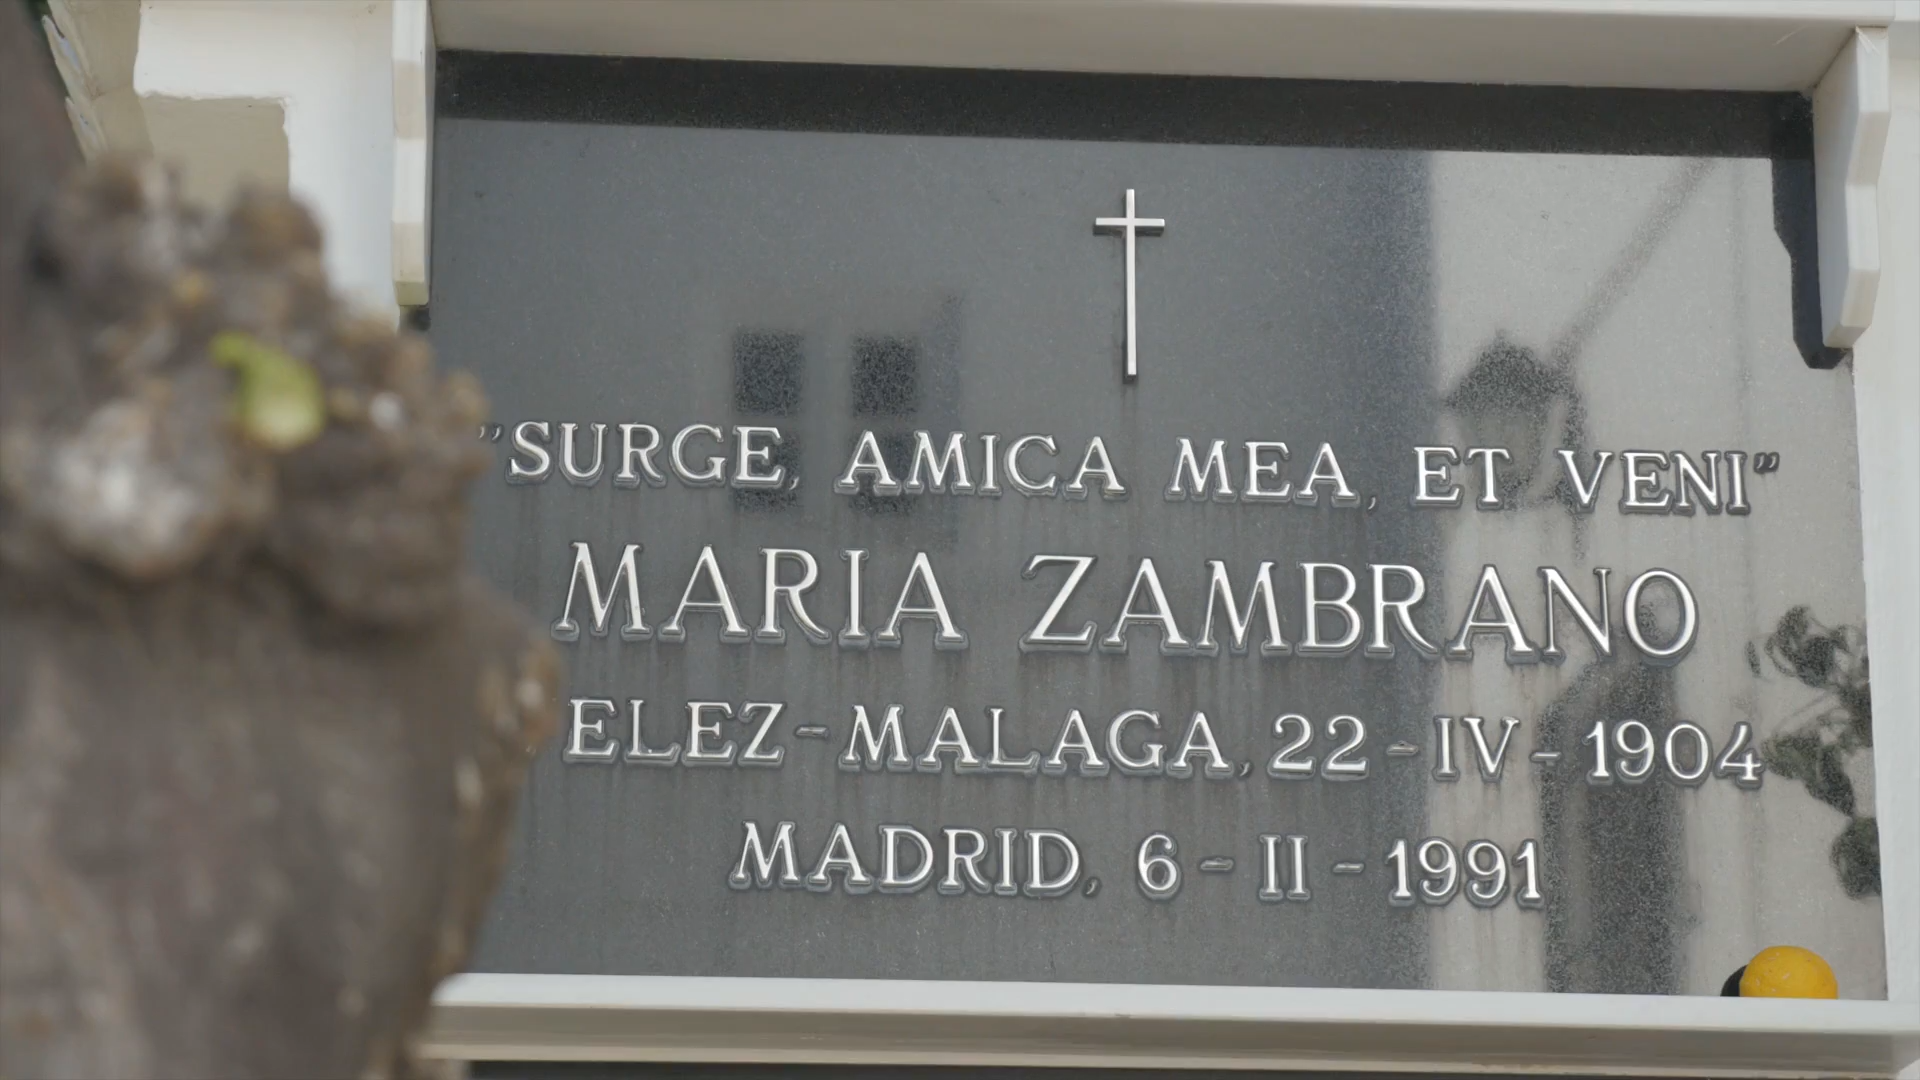 "SURGE, AMICA MEA, ET VENI"
MARIA ZAMBRANO
ELEZ-MALAGA, 22-IV-1904
MADRID, 6-II-1991